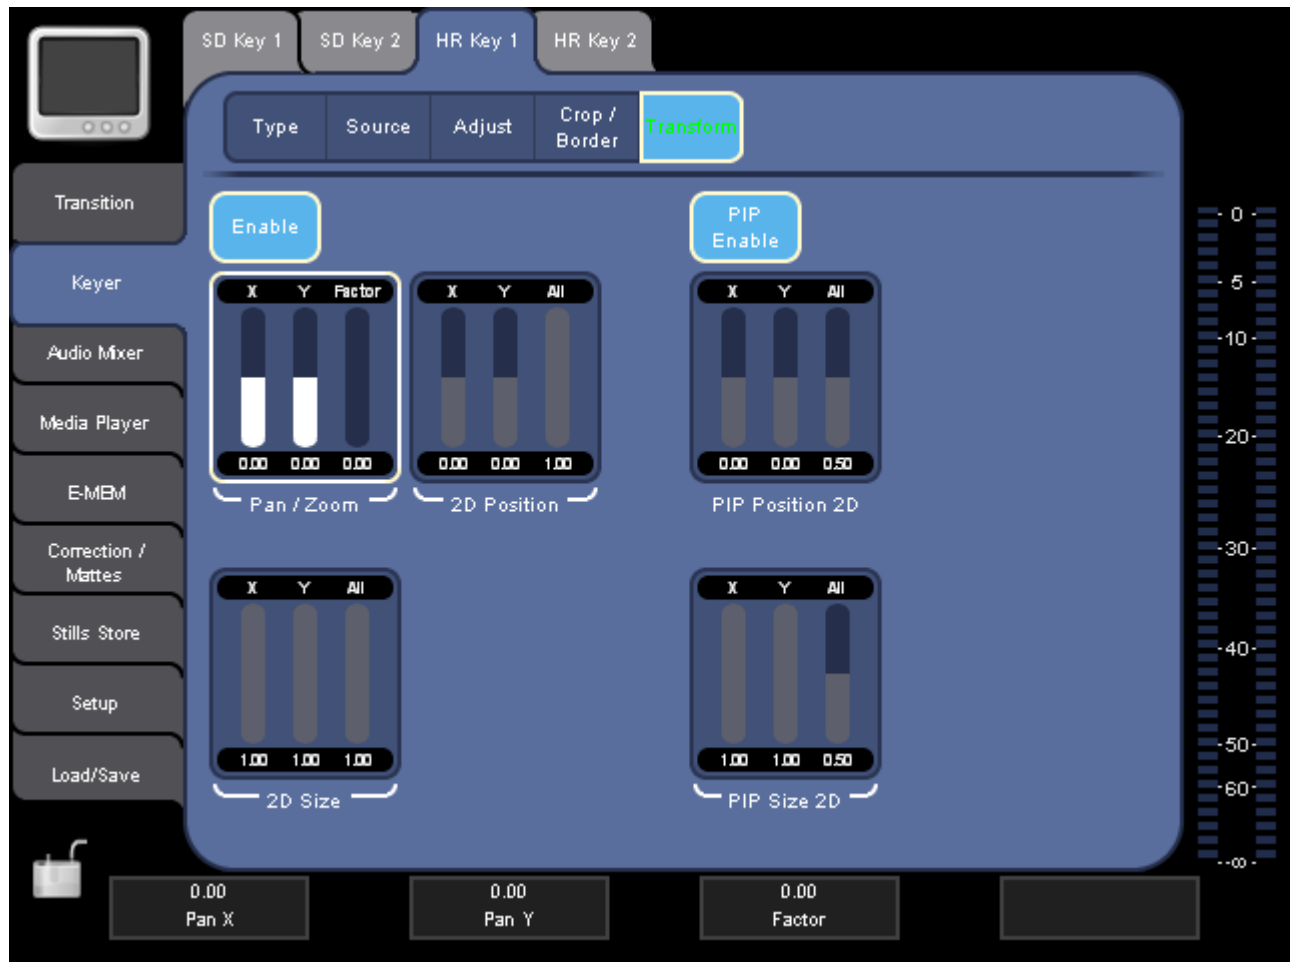 SD Key 1
SD Key 2
HR Key 1
HR Key 2
Type
Source
Adjust
Crop /
Border
Transform
Transition
Keyer
Audio Mixer
Media Player
E-MEM
Correction /
Mattes
Stills Store
Setup
Load/Save
Enable
PIP
Enable
X Y Factor
0.00 0.00 0.00
Pan / Zoom
X Y All
0.00 0.00 1.00
2D Position
X Y All
0.00 0.00 0.50
PIP Position 2D
X Y All
1.00 1.00 1.00
2D Size
X Y All
1.00 1.00 0.50
PIP Size 2D
- 0 -
- 5 -
-10-
-20-
-30-
-40-
-50-
-60-
--∞ -
0.00
Pan X
0.00
Pan Y
0.00
Factor